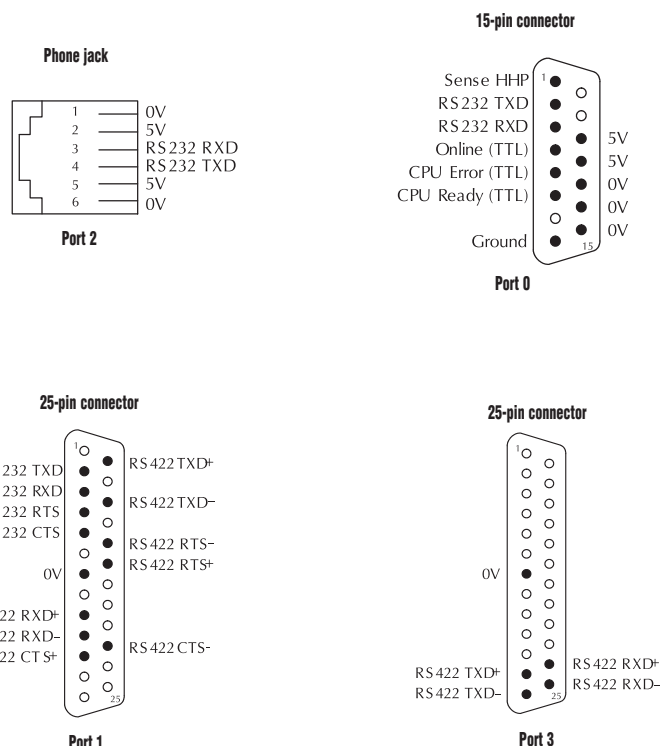 15-pin connector
Phone jack
1 0V
2 5V
3 RS232 RXD
4 RS232 TXD
5 5V
6 0V
Port 2
Sense HHP 1
RS232 TXD
RS232 RXD
Online (TTL) 5V
CPU Error (TTL) 5V
CPU Ready (TTL) 0V
0V
0V
Ground 15
Port 0
25-pin connector
1
232 TXD RS422 TXD+
232 RXD
232 RTS RS422 TXD–
232 CTS
RS422 RTS–
0V RS422 RTS+
22 RXD+
22 RXD–
22 CTS+ RS422 CTS-
25
Port 1
25-pin connector
1
0V
RS422 TXD+ RS422 RXD+
RS422 TXD– RS422 RXD–
25
Port 3